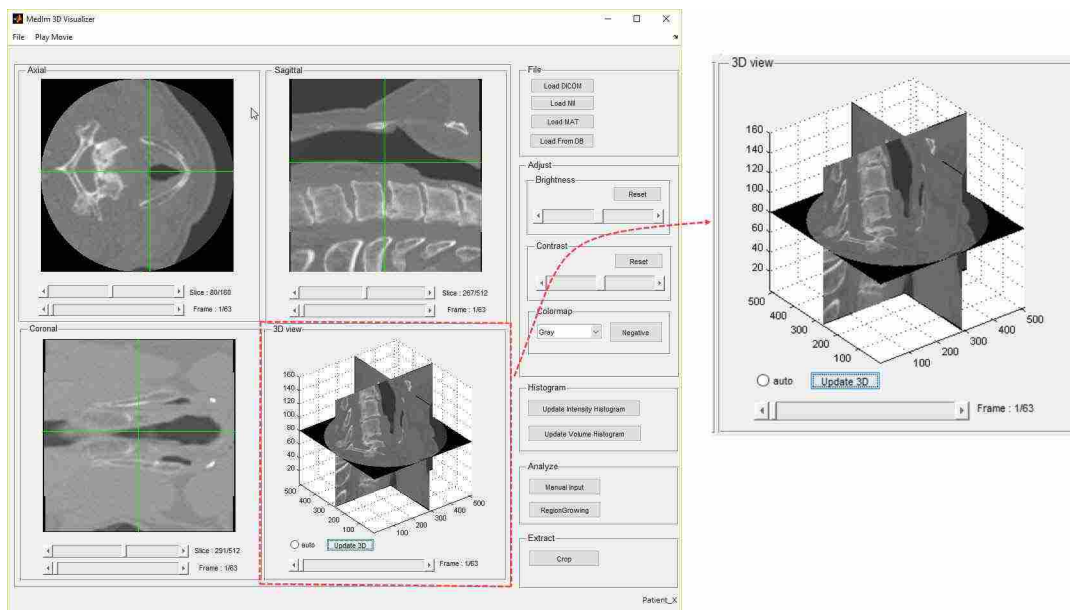 MedIm 3D Visualizer
File Play Movie
Axial
Slice : 80/160
Frame : 1/63
Sagittal
Slice : 267/512
Frame : 1/63
Coronal
Slice : 291/512
Frame : 1/63
3D view
160
140
120
100
80
60
40
20
500
400
300
200
100
100
200
300
400
500
auto
Update 3D
Frame : 1/63
File
Load DICOM
Load NII
Load MAT
Load From DB
Adjust
Brightness
Reset
Contrast
Reset
Colormap
Gray
Negative
Histogram
Update Intensity Histogram
Update Volume Histogram
Analyze
Manual Input
RegionGrowing
Extract
Crop
Patient_X
3D view
160
140
120
100
80
60
40
20
500
400
300
200
100
100
200
300
400
500
auto
Update 3D
Frame : 1/63